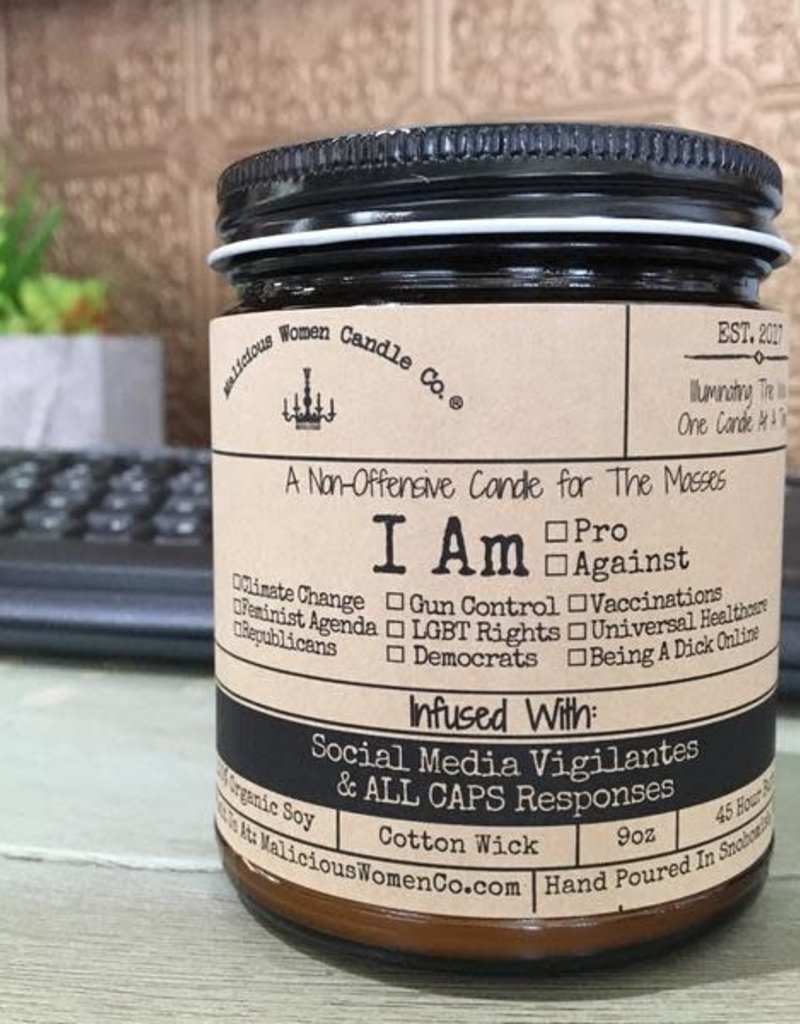 Malicious Women Candle Co.®
EST. 2017
Illuminating The
One Candle At A
A Non-Offensive Candle for The Masses
I Am
☐ Pro
☐ Against
☐Climate Change
☐Feminist Agenda
☐Republicans
☐ Gun Control
☐ LGBT Rights
☐ Democrats
☐Vaccinations
☐Universal Healthcare
☐Being A Dick Online
Infused With:
Social Media Vigilantes
& ALL CAPS Responses
Organic Soy
Cotton Wick
9oz
45 Hour
At: MaliciousWomenCo.com
Hand Poured In